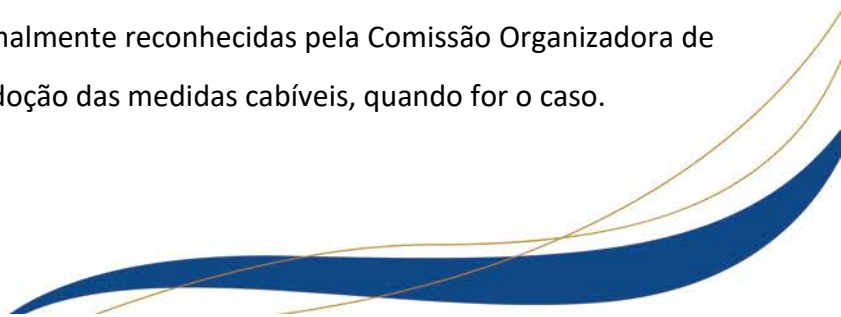 nalmente reconhecidas pela Comissão Organizadora de
doção das medidas cabíveis, quando for o caso.